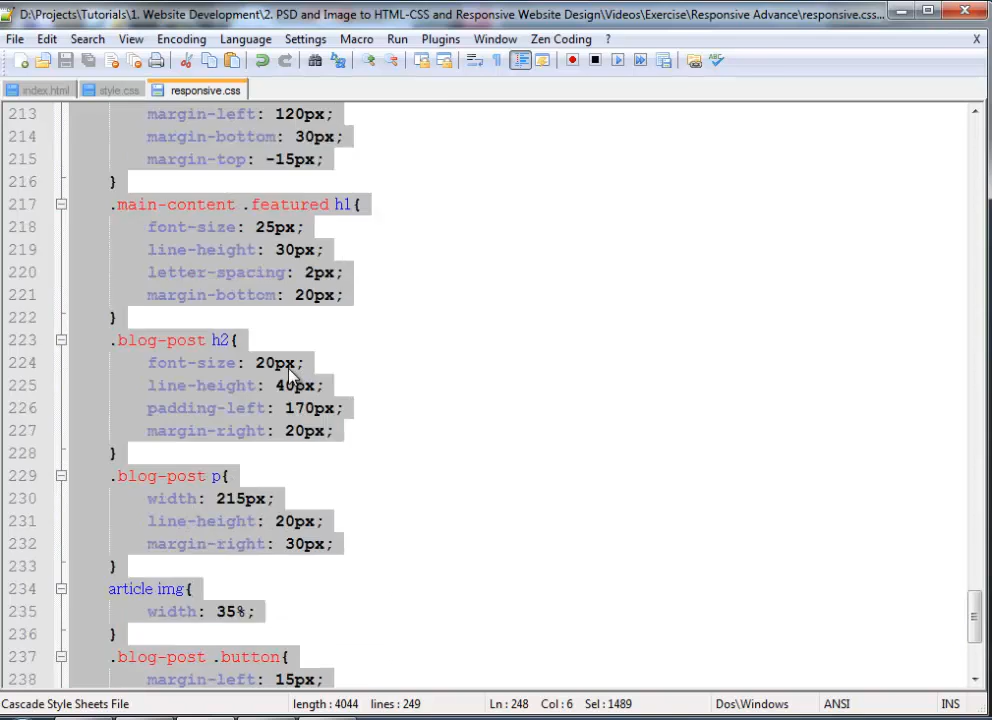 D:\Projects\Tutorials\1. Website Development\2. PSD and Image to HTML-CSS and Responsive Website Design\Videos\Exercise\Responsive Advance\responsive.css...
File Edit Search View Encoding Language Settings Macro Run Plugins Window Zen Coding ? X
index.html style.css responsive.css
213 margin-left: 120px;
214 margin-bottom: 30px;
215 margin-top: -15px;
216 }
217 .main-content .featured h1{
218 font-size: 25px;
219 line-height: 30px;
220 letter-spacing: 2px;
221 margin-bottom: 20px;
222 }
223 .blog-post h2{
224 font-size: 20px;
225 line-height: 40px;
226 padding-left: 170px;
227 margin-right: 20px;
228 }
229 .blog-post p{
230 width: 215px;
231 line-height: 20px;
232 margin-right: 30px;
233 }
234 article img{
235 width: 35%;
236 }
237 .blog-post .button{
238 margin-left: 15px;
Cascade Style Sheets File length : 4044 lines : 249 Ln : 248 Col : 6 Sel : 1489 Dos\Windows ANSI INS